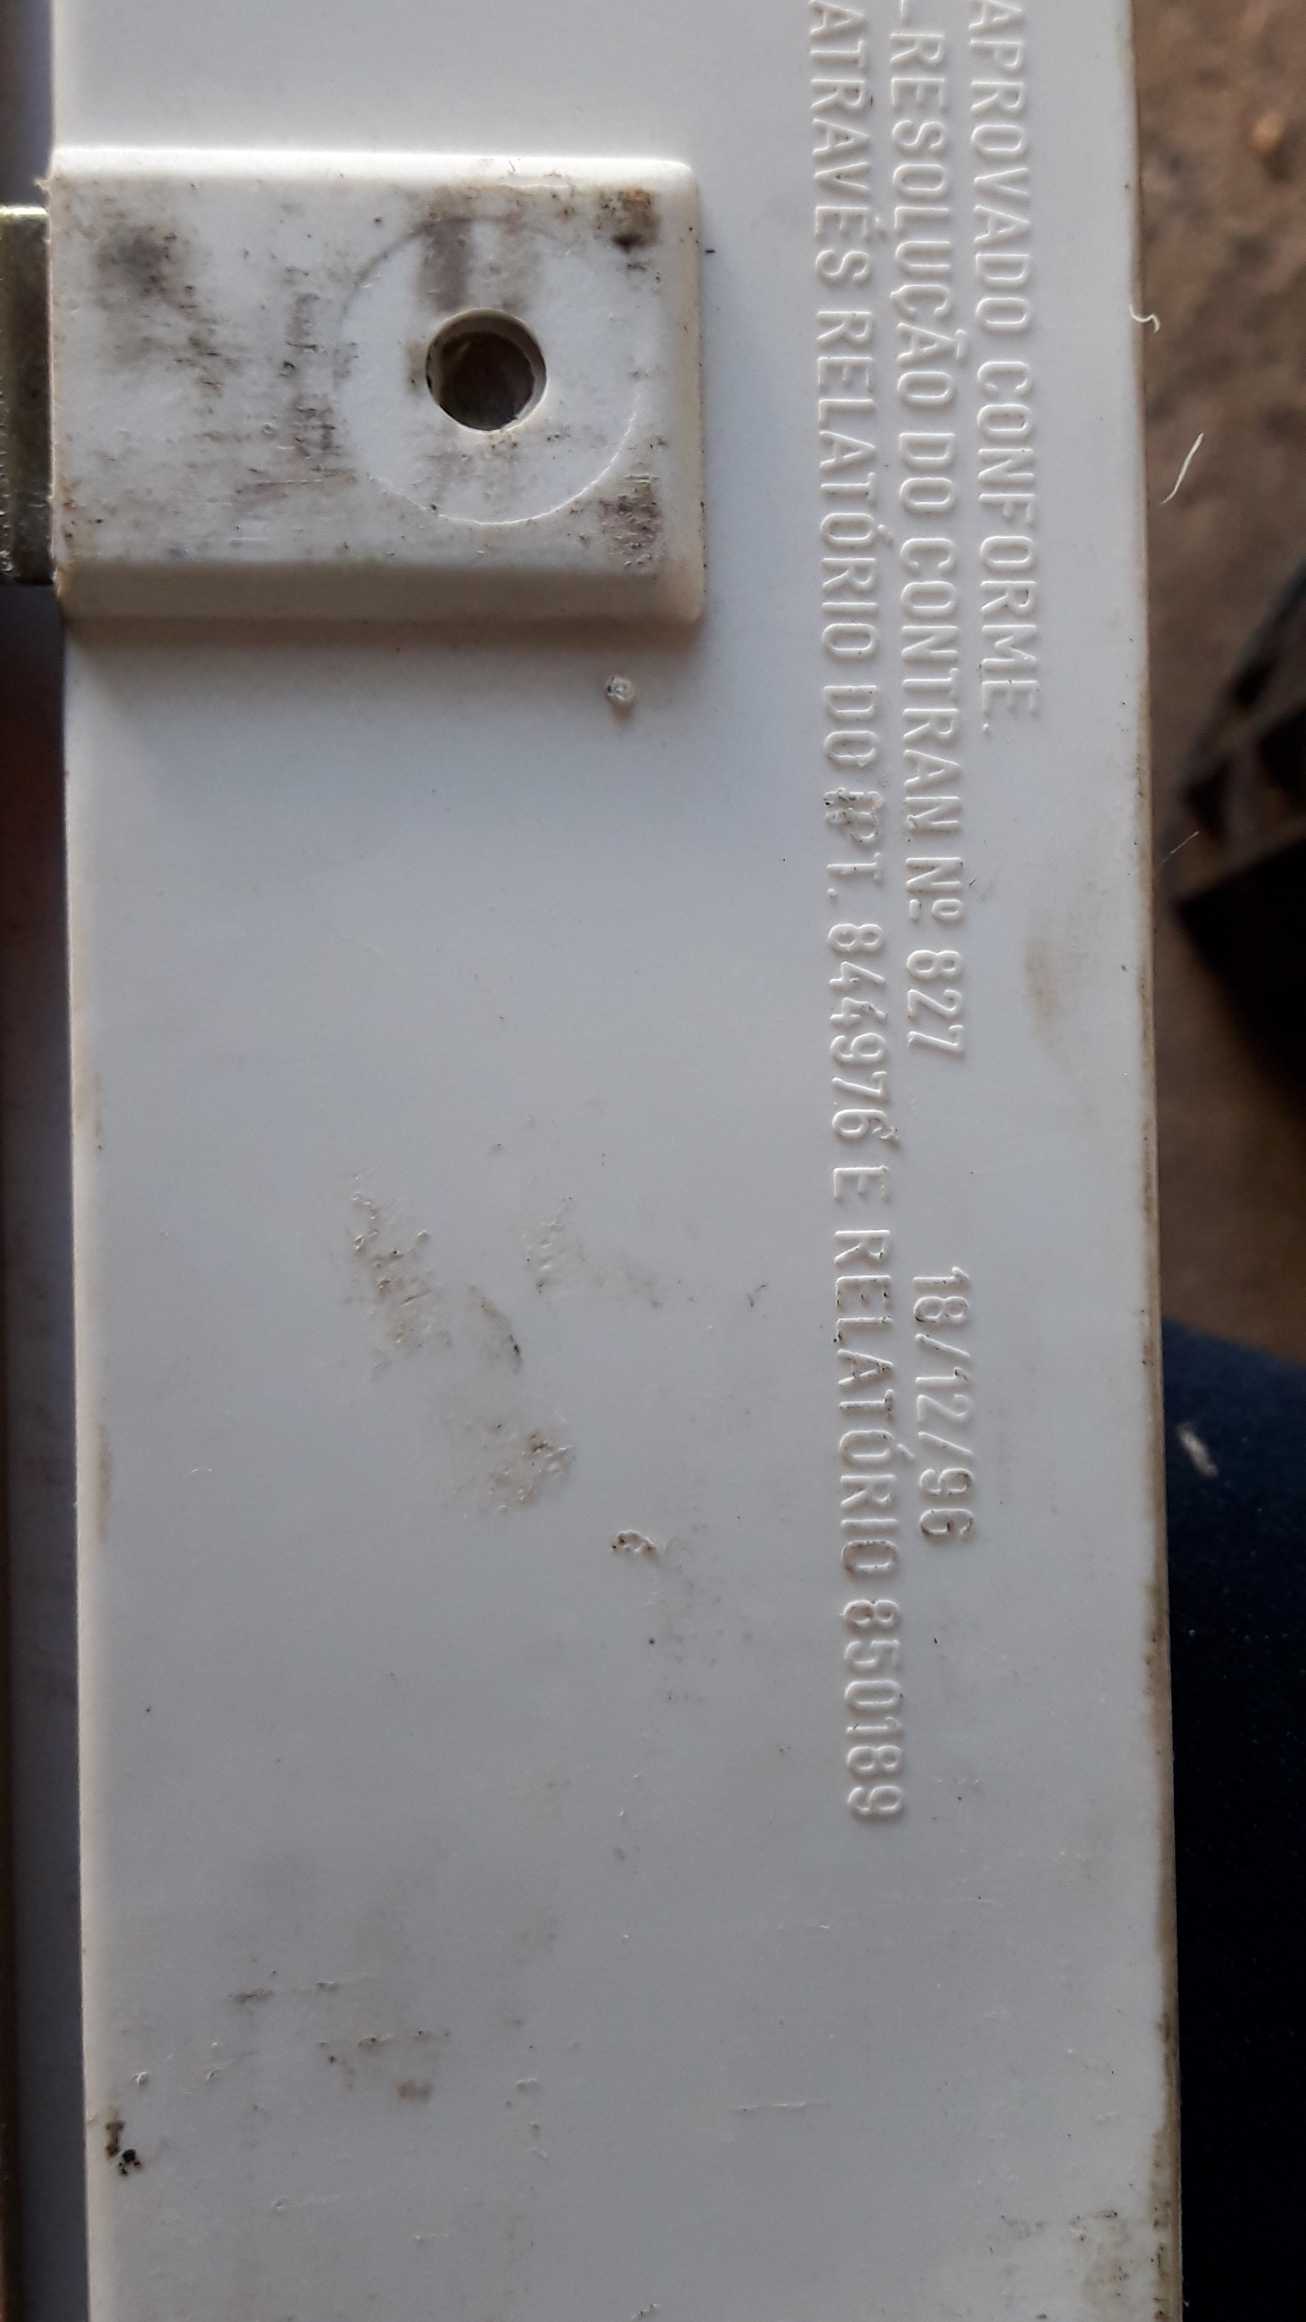 APROVADO CONFORME.
RESOLUÇÃO DO CONTRAN Nº 827 18/12/96
ATRAVÉS RELATÓRIO DO IPT. 844976 E RELATÓRIO 850189